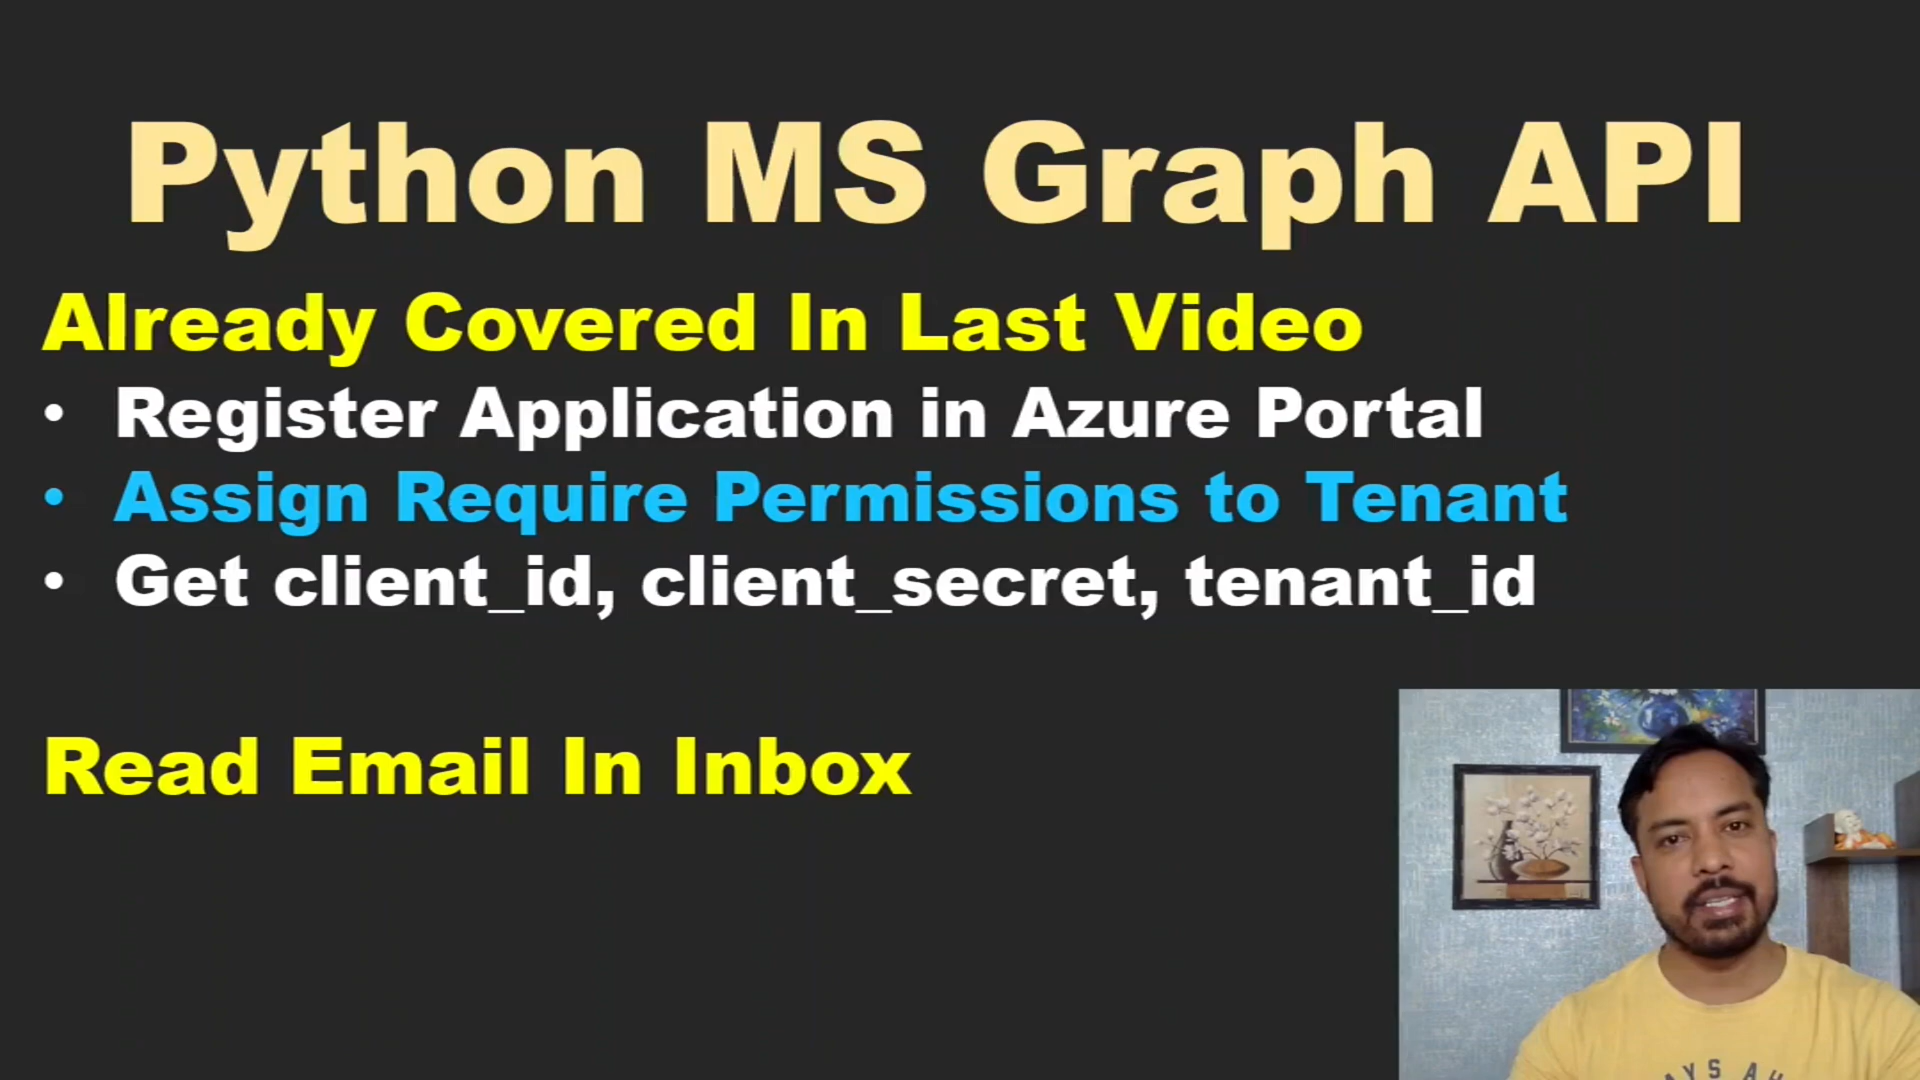 Python MS Graph API
Already Covered In Last Video
• Register Application in Azure Portal
• Assign Require Permissions to Tenant
• Get client_id, client_secret, tenant_id
Read Email In Inbox